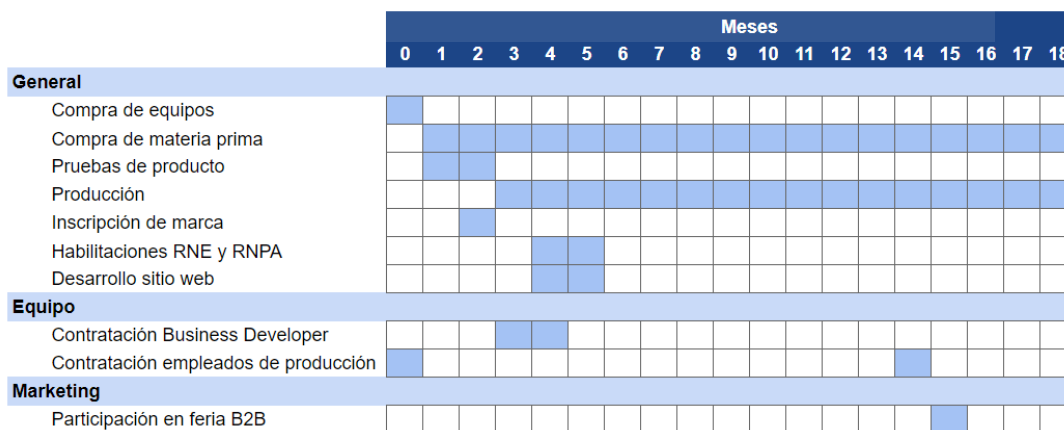 Meses
0 1 2 3 4 5 6 7 8 9 10 11 12 13 14 15 16 17 18
General
Compra de equipos
Compra de materia prima
Pruebas de producto
Producción
Inscripción de marca
Habilitaciones RNE y RNPA
Desarrollo sitio web
Equipo
Contratación Business Developer
Contratación empleados de producción
Marketing
Participación en feria B2B